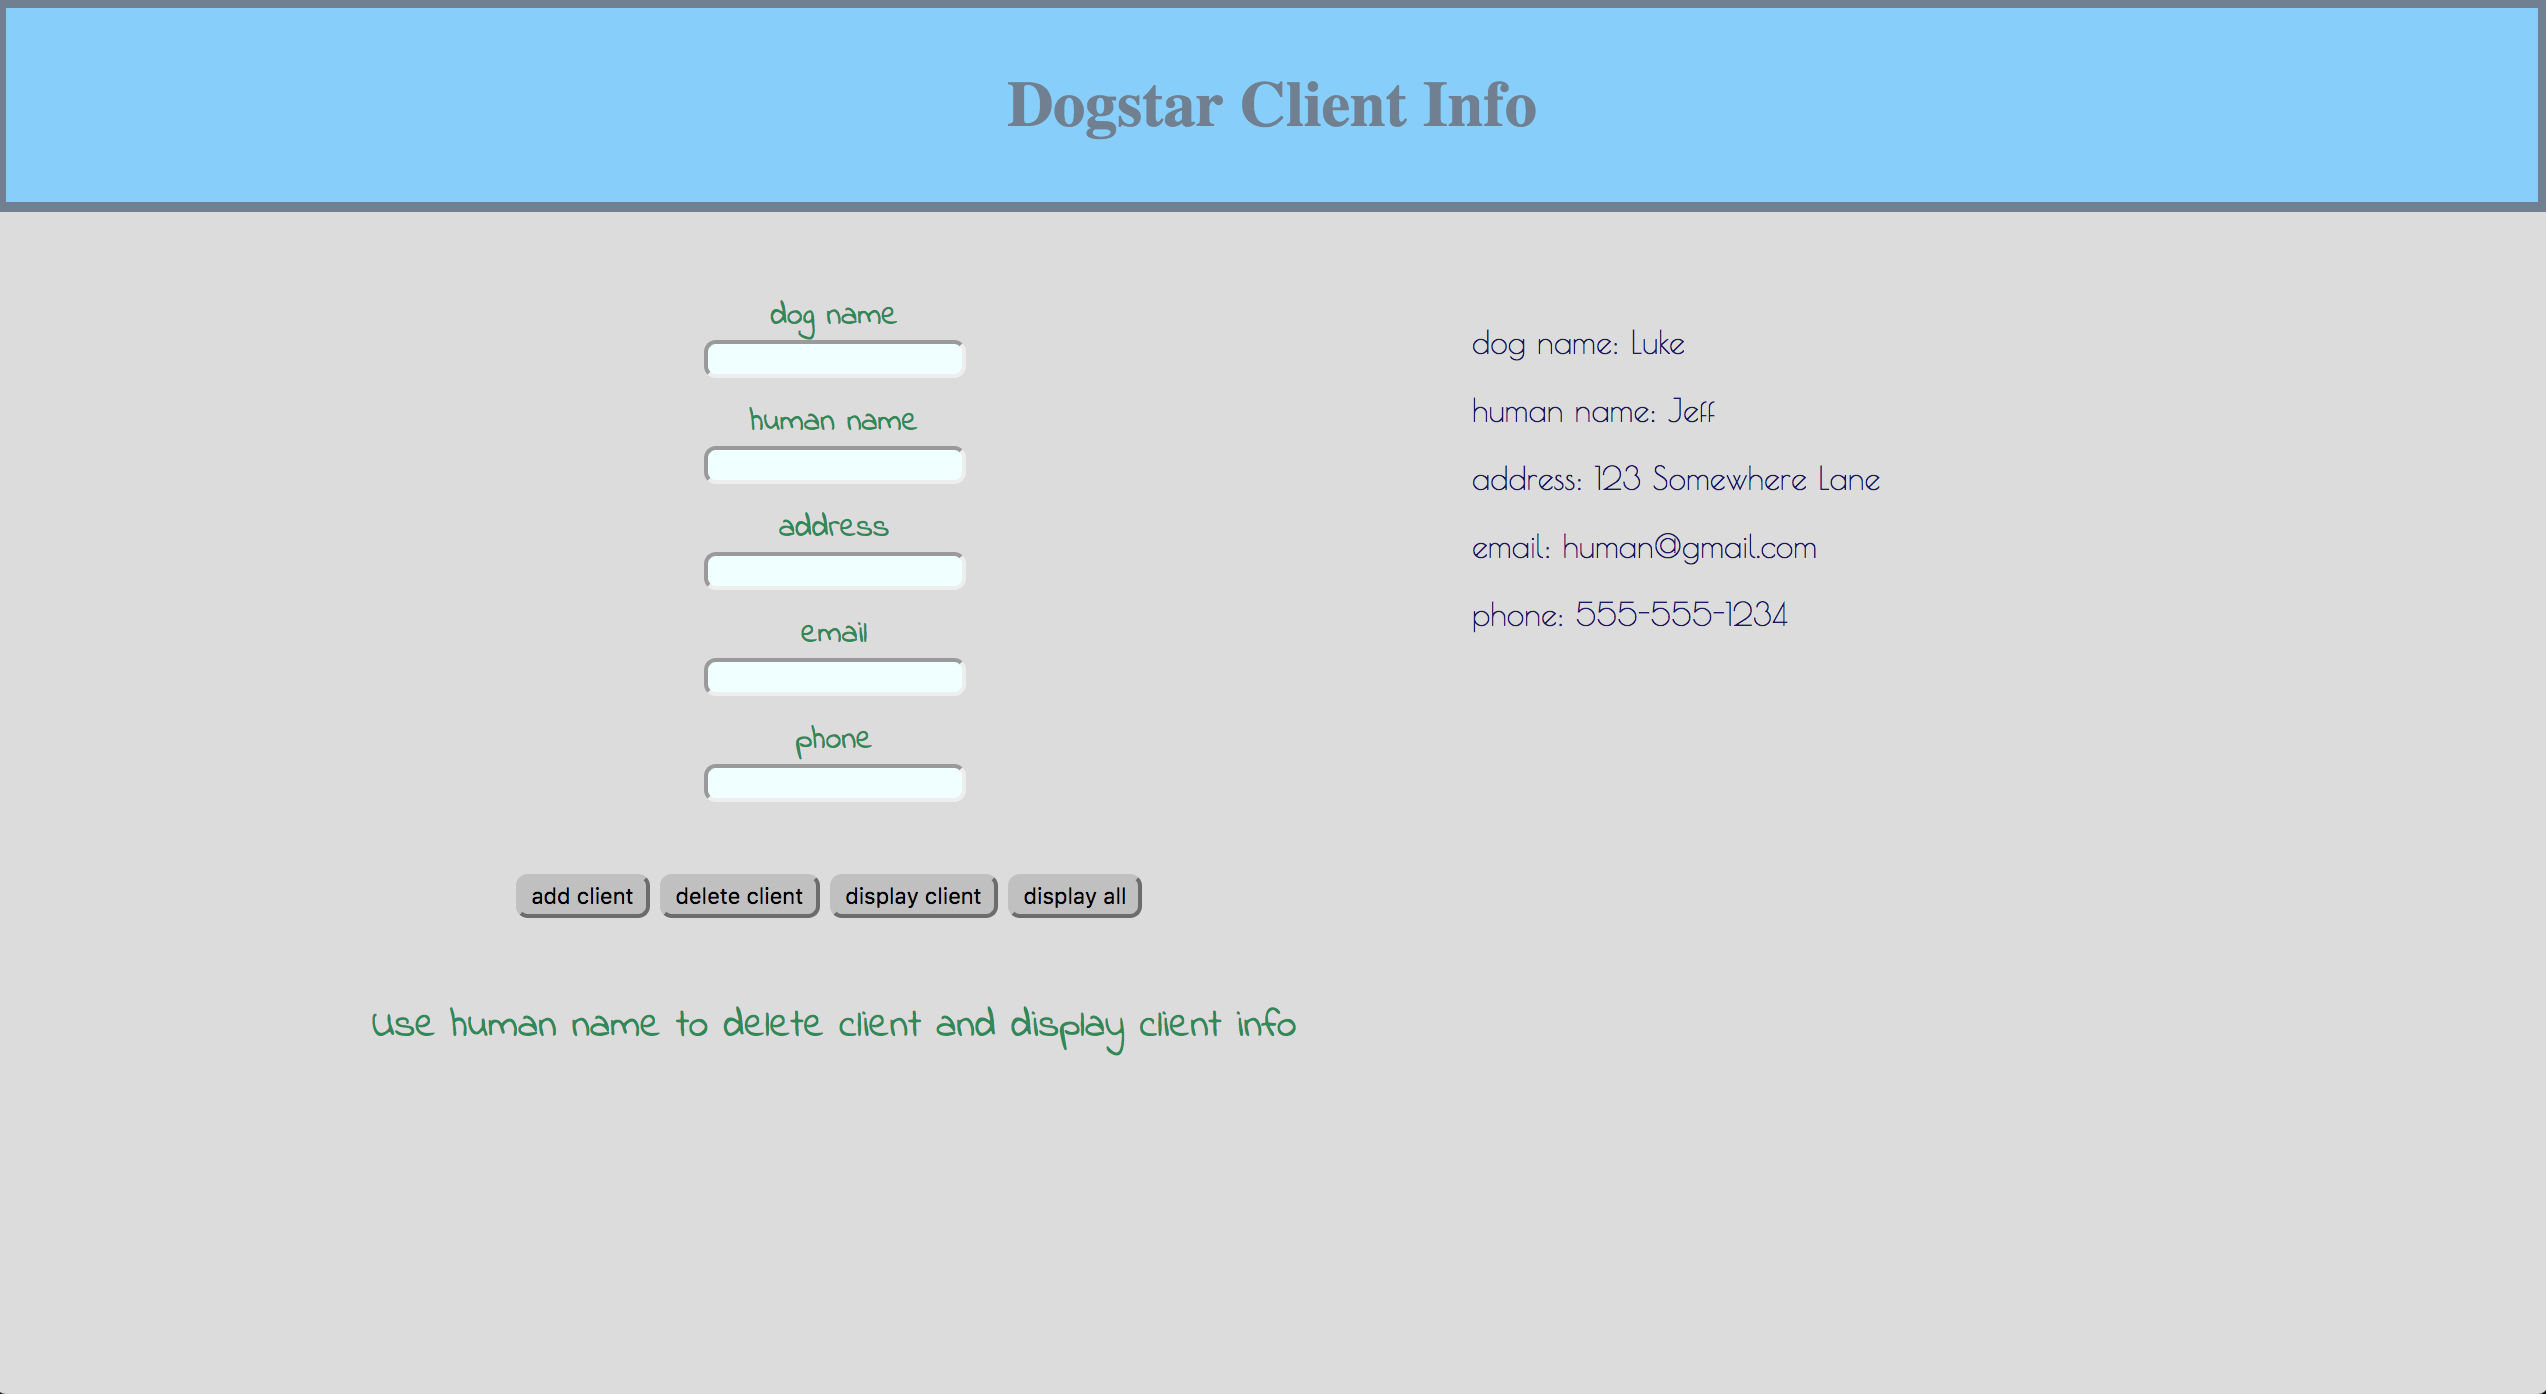 Dogstar Client Info
dog name
human name
address
email
phone
add client delete client display client display all
Use human name to delete client and display client info
dog name: Luke
human name: Jeff
address: 123 Somewhere Lane
email: human@gmail.com
phone: 555-555-1234